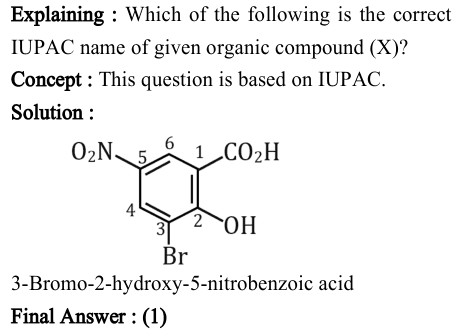 Explaining : Which of the following is the correct
IUPAC name of given organic compound (X)?
Concept : This question is based on IUPAC.
Solution :
O₂N 5 6 1 CO₂H
4 3 2 OH
Br
3-Bromo-2-hydroxy-5-nitrobenzoic acid
Final Answer : (1)